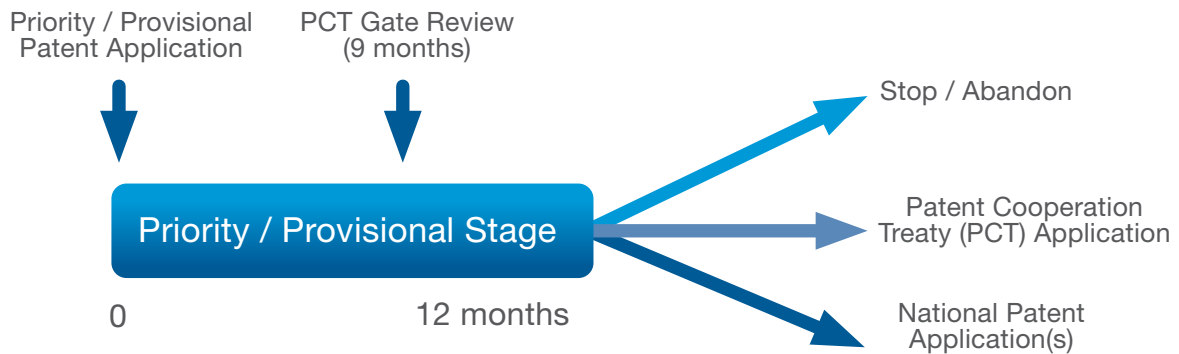 Priority / Provisional
Patent Application
PCT Gate Review
(9 months)
Stop / Abandon
Priority / Provisional Stage
Patent Cooperation
Treaty (PCT) Application
0
12 months
National Patent
Application(s)